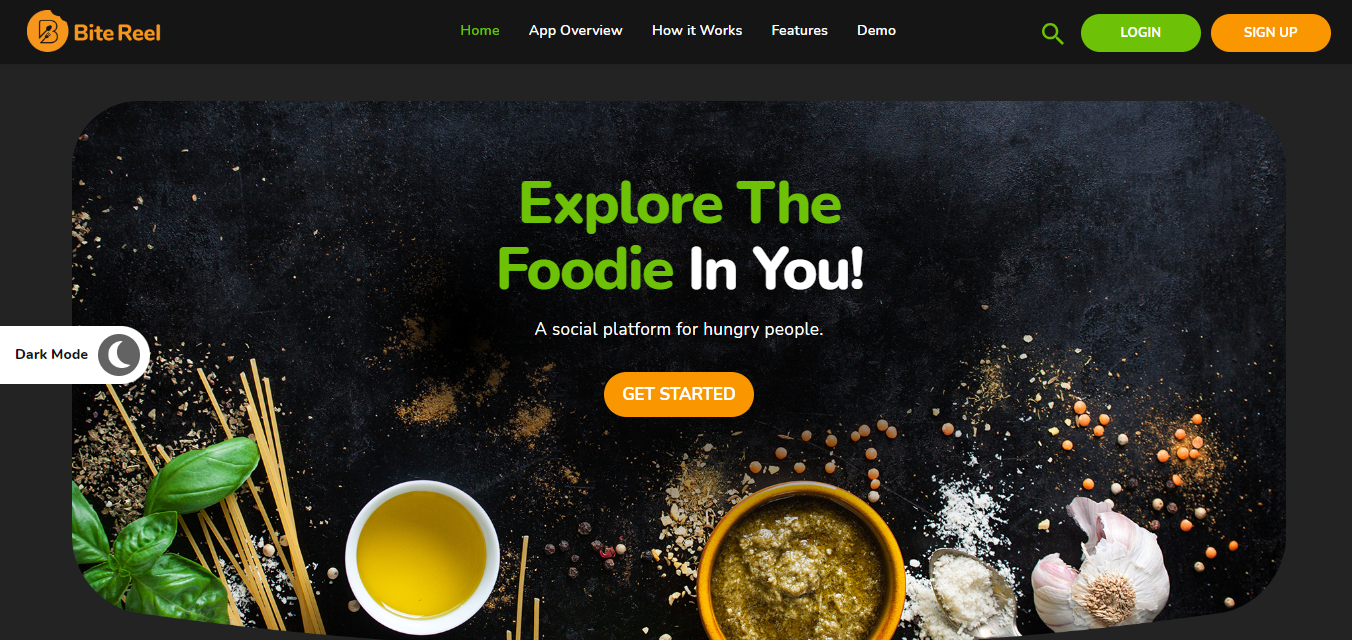 Bite Reel
Home
App Overview
How it Works
Features
Demo
LOGIN
SIGN UP
Explore The
Foodie In You!
A social platform for hungry people.
GET STARTED
Dark Mode